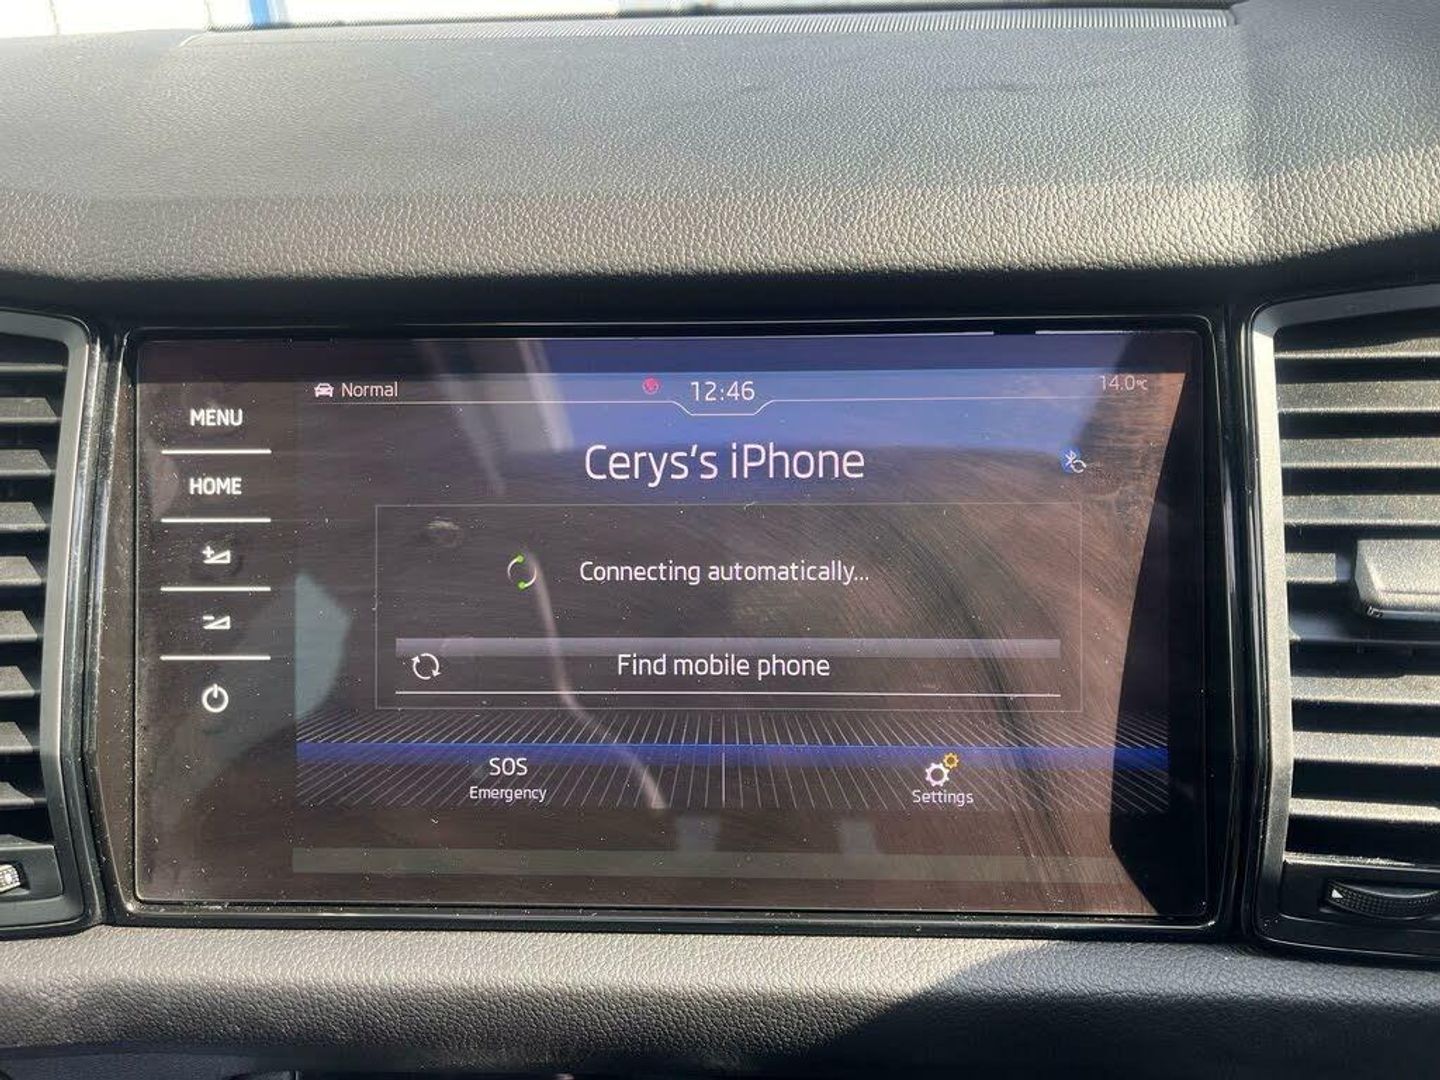 Normal
12:46
14.0°C
MENU
Cerys's iPhone
HOME
Connecting automatically...
Find mobile phone
SOS
Emergency
Settings